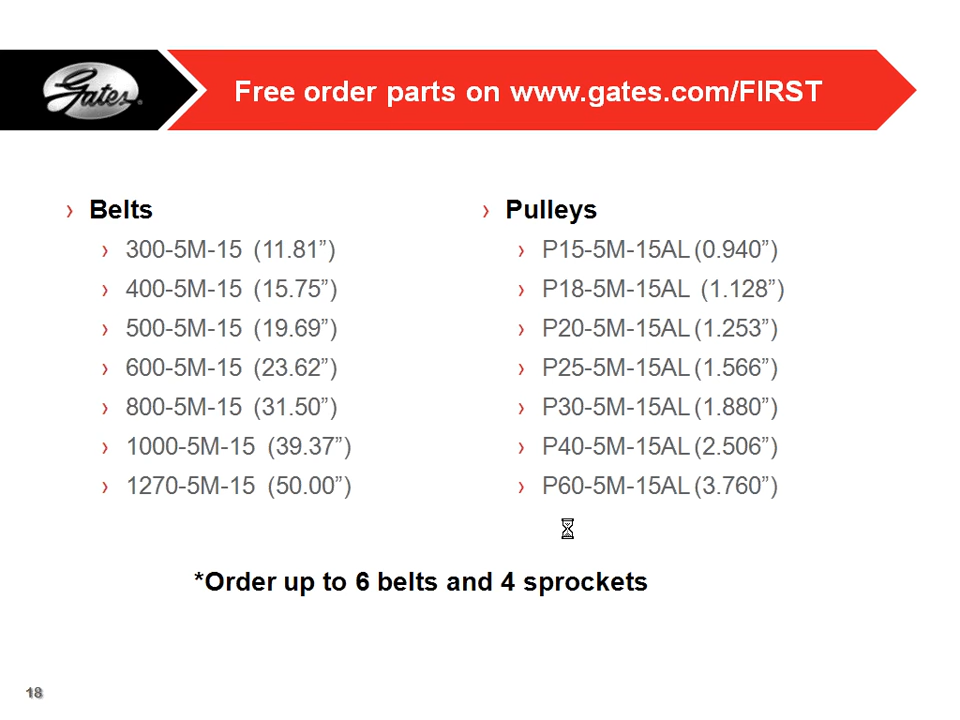 Gates
Free order parts on www.gates.com/FIRST
› Belts
› 300-5M-15 (11.81”)
› 400-5M-15 (15.75”)
› 500-5M-15 (19.69”)
› 600-5M-15 (23.62”)
› 800-5M-15 (31.50”)
› 1000-5M-15 (39.37”)
› 1270-5M-15 (50.00”)
› Pulleys
› P15-5M-15AL (0.940”)
› P18-5M-15AL (1.128”)
› P20-5M-15AL (1.253”)
› P25-5M-15AL (1.566”)
› P30-5M-15AL (1.880”)
› P40-5M-15AL (2.506”)
› P60-5M-15AL (3.760”)
*Order up to 6 belts and 4 sprockets
18